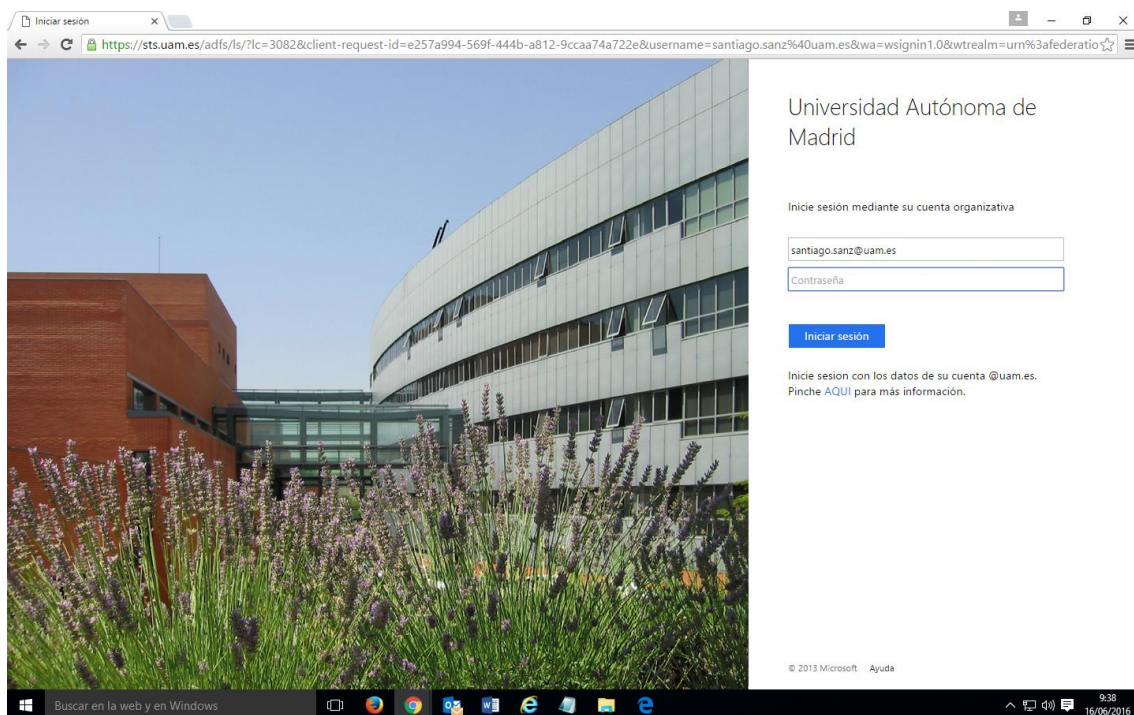 Iniciar sesión
https://sts.uam.es/adfs/ls/?lc=3082&client-request-id=e257a994-569f-444b-a812-9ccaa74a722e&username=santiago.sanz%40uam.es&wa=wsignin1.0&wtrealm=urn%3afederatio
Universidad Autónoma de
Madrid
Inicie sesión mediante su cuenta organizativa
santiago.sanz@uam.es
Contraseña
Iniciar sesión
Inicie sesion con los datos de su cuenta @uam.es.
Pinche AQUI para más información.
© 2013 Microsoft Ayuda
Buscar en la web y en Windows
9:38
16/06/2016